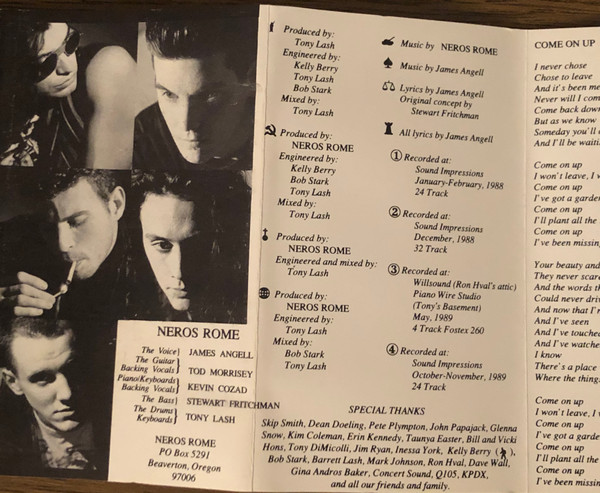 NEROS ROME
The Voice} JAMES ANGELL
The Guitar
Backing Vocals} TOD MORRISEY
Piano/Keyboards
Backing Vocals} KEVIN COZAD
The Bass} STEWART FRITCHMAN
The Drums
Keyboards} TONY LASH
NEROS ROME
PO Box 5291
Beaverton, Oregon
97006
Produced by:
Tony Lash
Engineered by:
Kelly Berry
Tony Lash
Bob Stark
Mixed by:
Tony Lash
Produced by:
NEROS ROME
Engineered by:
Kelly Berry
Bob Stark
Mixed by:
Tony Lash
Produced by:
NEROS ROME
Engineered and mixed by:
Tony Lash
Produced by:
NEROS ROME
Engineered by:
Tony Lash
Mixed by:
Bob Stark
Tony Lash
Music by NEROS ROME
Music by James Angell
Lyrics by James Angell
Original concept by
Stewart Fritchman
All lyrics by James Angell
① Recorded at:
Sound Impressions
January-February, 1988
24 Track
② Recorded at:
Sound Impressions
December, 1988
32 Track
③ Recorded at:
Willsound (Ron Hval's attic)
Piano Wire Studio
(Tony's Basement)
May, 1989
4 Track Fostex 260
④ Recorded at:
Sound Impressions
October-November, 1989
24 Track
SPECIAL THANKS
Skip Smith, Dean Doeling, Pete Plympton, John Papajack, Glenna
Snow, Kim Coleman, Erin Kennedy, Taunya Easter, Bill and Vicki
Hons, Tony DiMicolli, Jim Ryan, Inessa York, Kelly Berry ( ),
Bob Stark, Barrett Lash, Mark Johnson, Ron Hval, Dave Wall,
Gina Andros Baker, Concert Sound, Q105, KPDX,
and all our friends and family.
COME ON UP
I never chose
Chose to leave
And it's been me
Never will I com
Come back down
But as we know
Someday you'll
And I'll be waiti
Come on up
I won't leave, I w
Come on up
I've got a garde
Come on up
I'll plant all the
Come on up
I've been missin
Your beauty and
They never scar
And the words th
Could never driv
And now that I'
And I've seen
And I've touche
And I've watche
I know
There's a place
Where the thing
Come on up
I won't leave, I
Come on up
I've got a garde
Come on up
I'll plant all the
Come on up
I've been missin